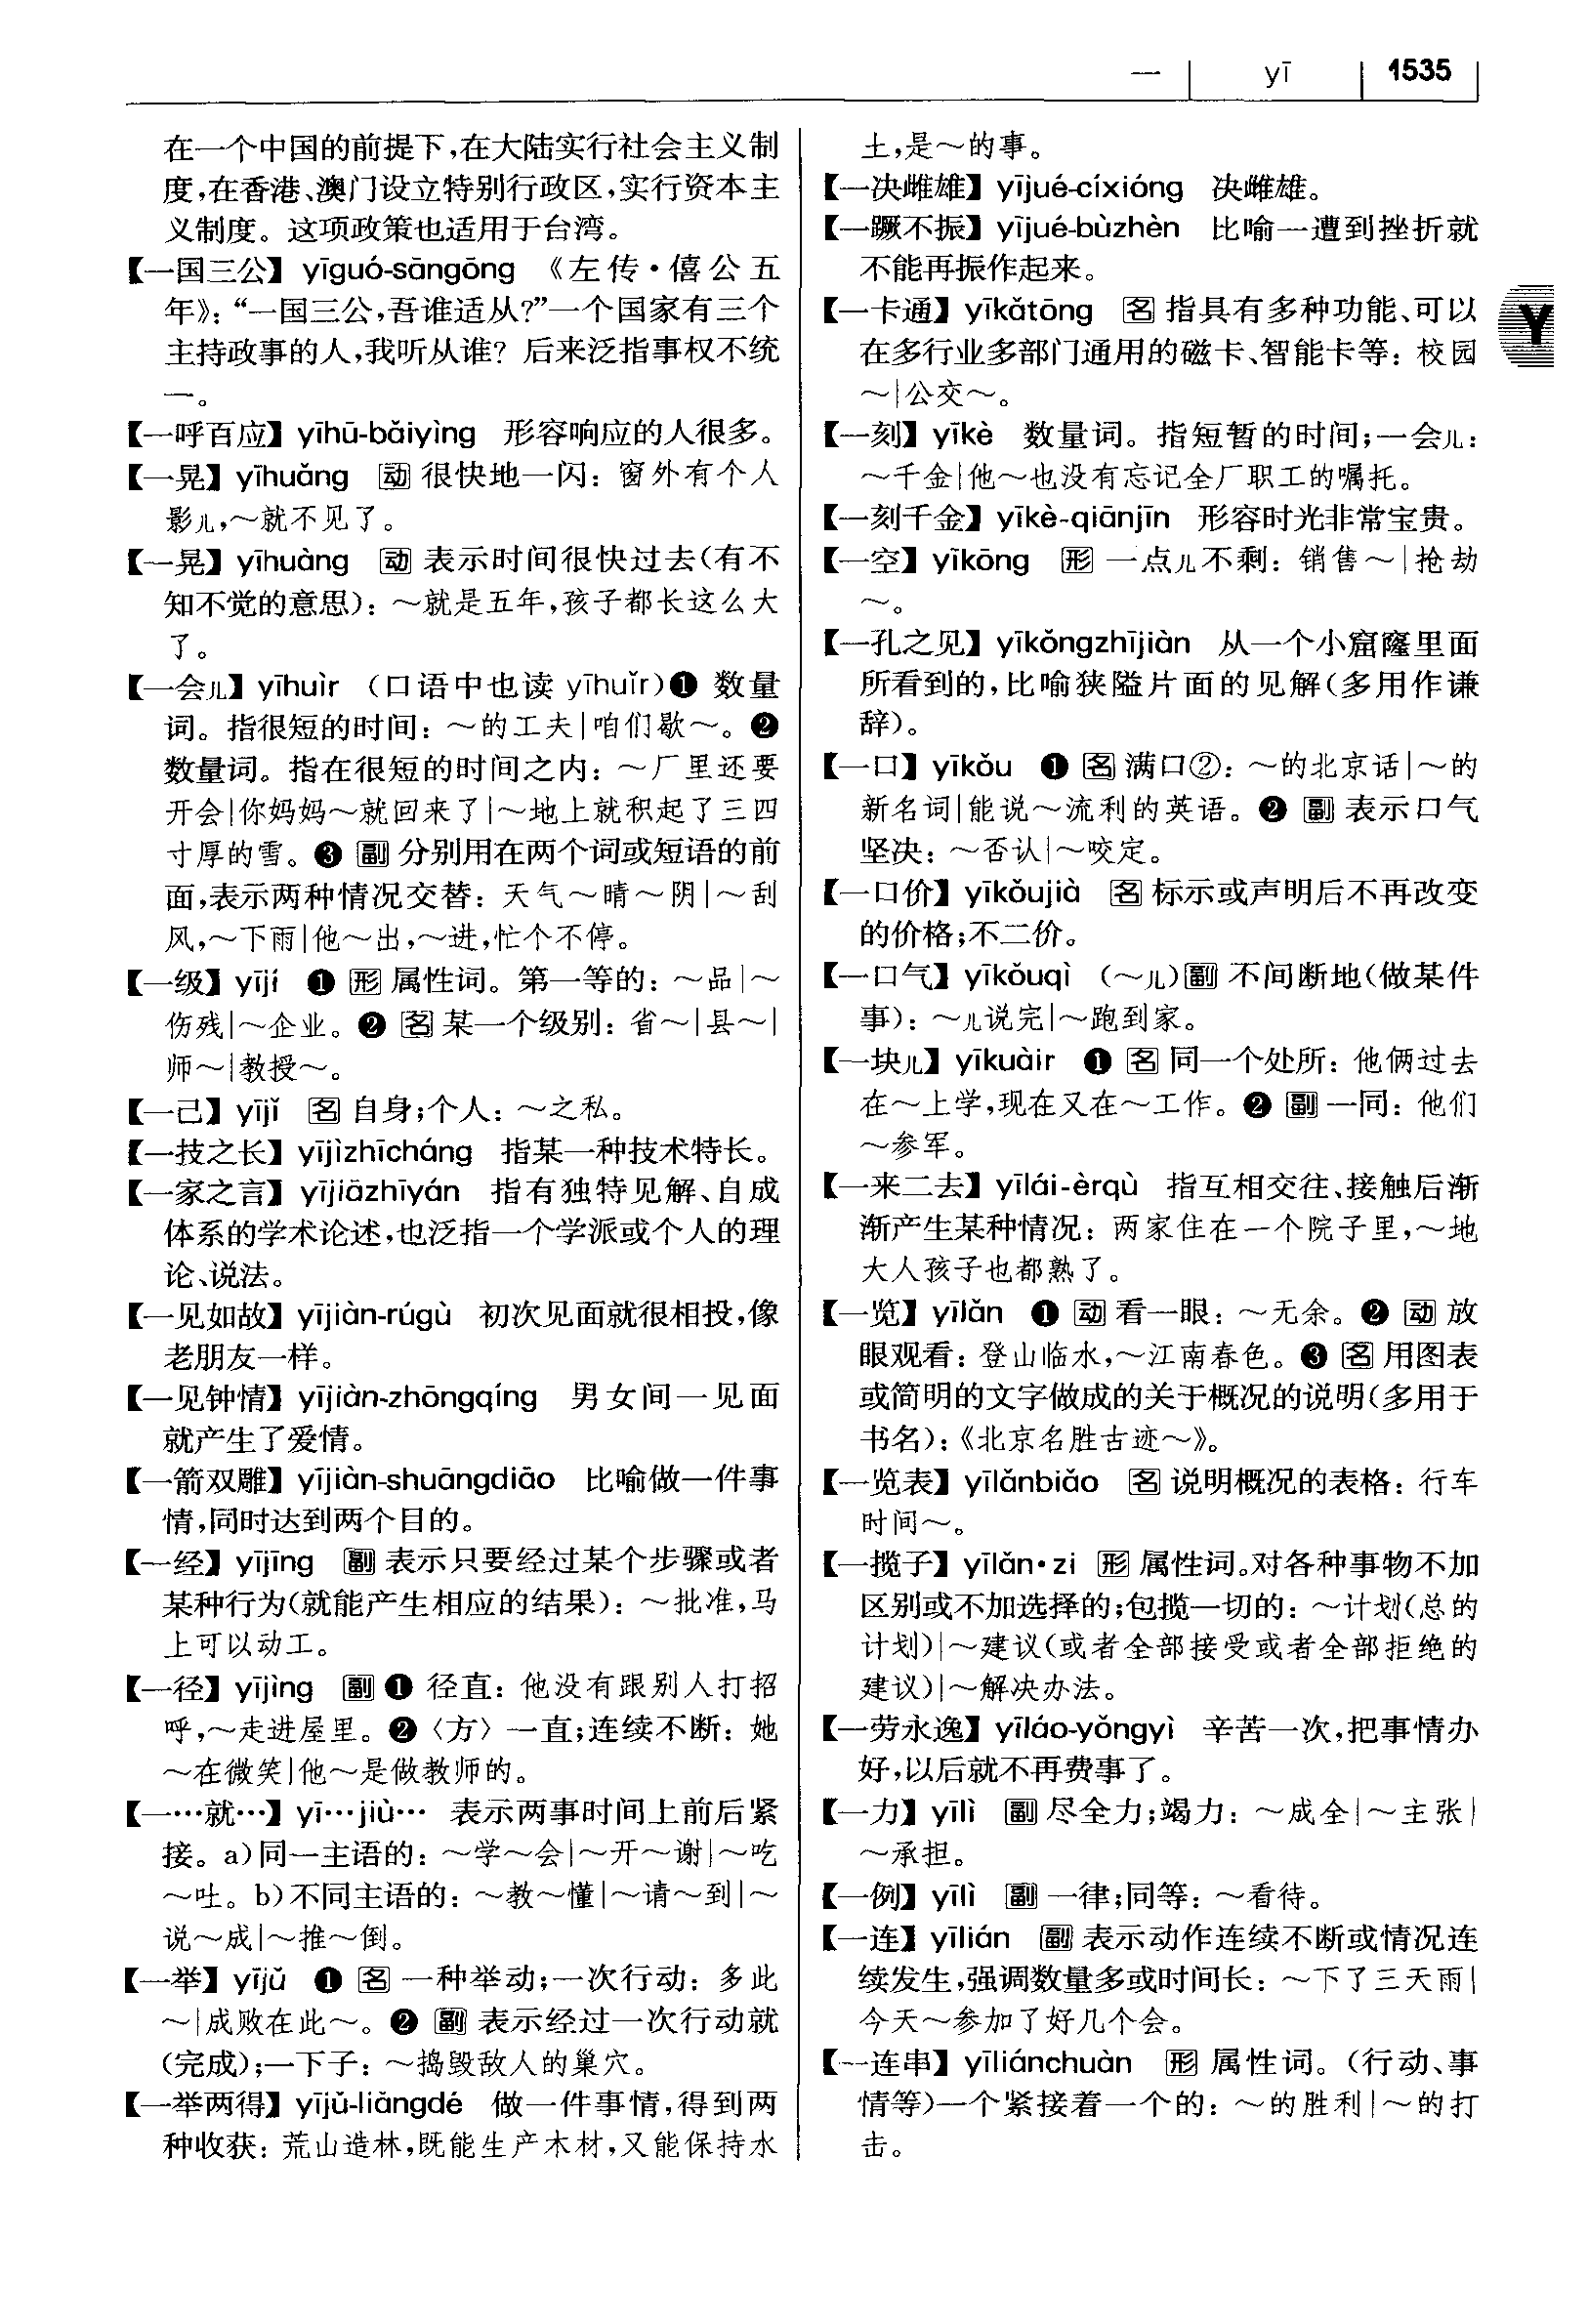 一 yī 1535
在一个中国的前提下,在大陆实行社会主义制
度,在香港、澳门设立特别行政区,实行资本主
义制度。这项政策也适用于台湾。
【一国三公】yīguó-sāngōng 《左传·僖公五
年》:“一国三公,吾谁适从?”一个国家有三个
主持政事的人,我听从谁? 后来泛指事权不统
一。
【一呼百应】yīhū-bǎiyìng 形容响应的人很多。
【一晃】yīhuǎng 动 很快地一闪:窗外有个人
影儿,~就不见了。
【一晃】yīhuàng 动 表示时间很快过去(有不
知不觉的意思):~就是五年,孩子都长这么大
了。
【一会儿】yīhuìr (口语中也读 yīhuǐr)❶ 数量
词。指很短的时间:~的工夫|咱们歇~。❷
数量词。指在很短的时间之内:~厂里还要
开会|你妈妈~就回来了|~地上就积起了三四
寸厚的雪。❸ 副 分别用在两个词或短语的前
面,表示两种情况交替:天气~晴~阴|~刮
风,~下雨|他~出,~进,忙个不停。
【一级】yījí ❶ 形 属性词。第一等的:~品|~
伤残|~企业。❷ 名 某一个级别:省~|县~|
师~|教授~。
【一己】yījǐ 名 自身;个人:~之私。
【一技之长】yījìzhīcháng 指某一种技术特长。
【一家之言】yījiāzhīyán 指有独特见解、自成
体系的学术论述,也泛指一个学派或个人的理
论、说法。
【一见如故】yījiàn-rúgù 初次见面就很相投,像
老朋友一样。
【一见钟情】yījiàn-zhōngqíng 男女间一见面
就产生了爱情。
【一箭双雕】yījiàn-shuāngdiāo 比喻做一件事
情,同时达到两个目的。
【一经】yījīng 副 表示只要经过某个步骤或者
某种行为(就能产生相应的结果):~批准,马
上可以动工。
【一径】yījìng 副 ❶ 径直:他没有跟别人打招
呼,~走进屋里。❷〈方〉一直;连续不断:她
~在微笑|他~是做教师的。
【一…就…】yī…jiù… 表示两事时间上前后紧
接。a)同一主语的:~学~会|~开~谢|~吃
~吐。b)不同主语的:~教~懂|~请~到|~
说~成|~推~倒。
【一举】yījǔ ❶ 名 一种举动;一次行动:多此
~|成败在此~。❷ 副 表示经过一次行动就
(完成);一下子:~捣毁敌人的巢穴。
【一举两得】yījǔ-liǎngdé 做一件事情,得到两
种收获:荒山造林,既能生产木材,又能保持水
土,是~的事。
【一决雌雄】yījué-cíxióng 决雌雄。
【一蹶不振】yījué-bùzhèn 比喻一遭到挫折就
不能再振作起来。
【一卡通】yīkǎtōng 名 指具有多种功能、可以
在多行业多部门通用的磁卡、智能卡等:校园
~|公交~。
【一刻】yīkè 数量词。指短暂的时间;一会儿:
~千金|他~也没有忘记全厂职工的嘱托。
【一刻千金】yīkè-qiānjīn 形容时光非常宝贵。
【一空】yīkōng 形 一点儿不剩:销售~|抢劫
~。
【一孔之见】yīkǒngzhījiàn 从一个小窟窿里面
所看到的,比喻狭隘片面的见解(多用作谦
辞)。
【一口】yīkǒu ❶ 名 满口②:~的北京话|~的
新名词|能说~流利的英语。❷ 副 表示口气
坚决:~否认|~咬定。
【一口价】yīkǒujià 名 标示或声明后不再改变
的价格;不二价。
【一口气】yīkǒuqì (~儿)副 不间断地(做某件
事):~儿说完|~跑到家。
【一块儿】yīkuàir ❶ 名 同一个处所:他俩过去
在~上学,现在又在~工作。❷ 副 一同:他们
~参军。
【一来二去】yīlái-èrqù 指互相交往、接触后渐
渐产生某种情况:两家住在一个院子里,~地
大人孩子也都熟了。
【一览】yīlǎn ❶ 动 看一眼:~无余。❷ 动 放
眼观看:登山临水,~江南春色。❸ 名 用图表
或简明的文字做成的关于概况的说明(多用于
书名):《北京名胜古迹~》。
【一览表】yīlǎnbiǎo 名 说明概况的表格:行车
时间~。
【一揽子】yīlǎn·zi 形 属性词。对各种事物不加
区别或不加选择的;包揽一切的:~计划(总的
计划)|~建议(或者全部接受或者全部拒绝的
建议)|~解决办法。
【一劳永逸】yīláo-yǒngyì 辛苦一次,把事情办
好,以后就不再费事了。
【一力】yīlì 副 尽全力;竭力:~成全|~主张|
~承担。
【一例】yīlì 副 一律;同等:~看待。
【一连】yīlián 副 表示动作连续不断或情况连
续发生,强调数量多或时间长:~下了三天雨|
今天~参加了好几个会。
【一连串】yīliánchuàn 形 属性词。(行动、事
情等)一个紧接着一个的:~的胜利|~的打
击。
Y